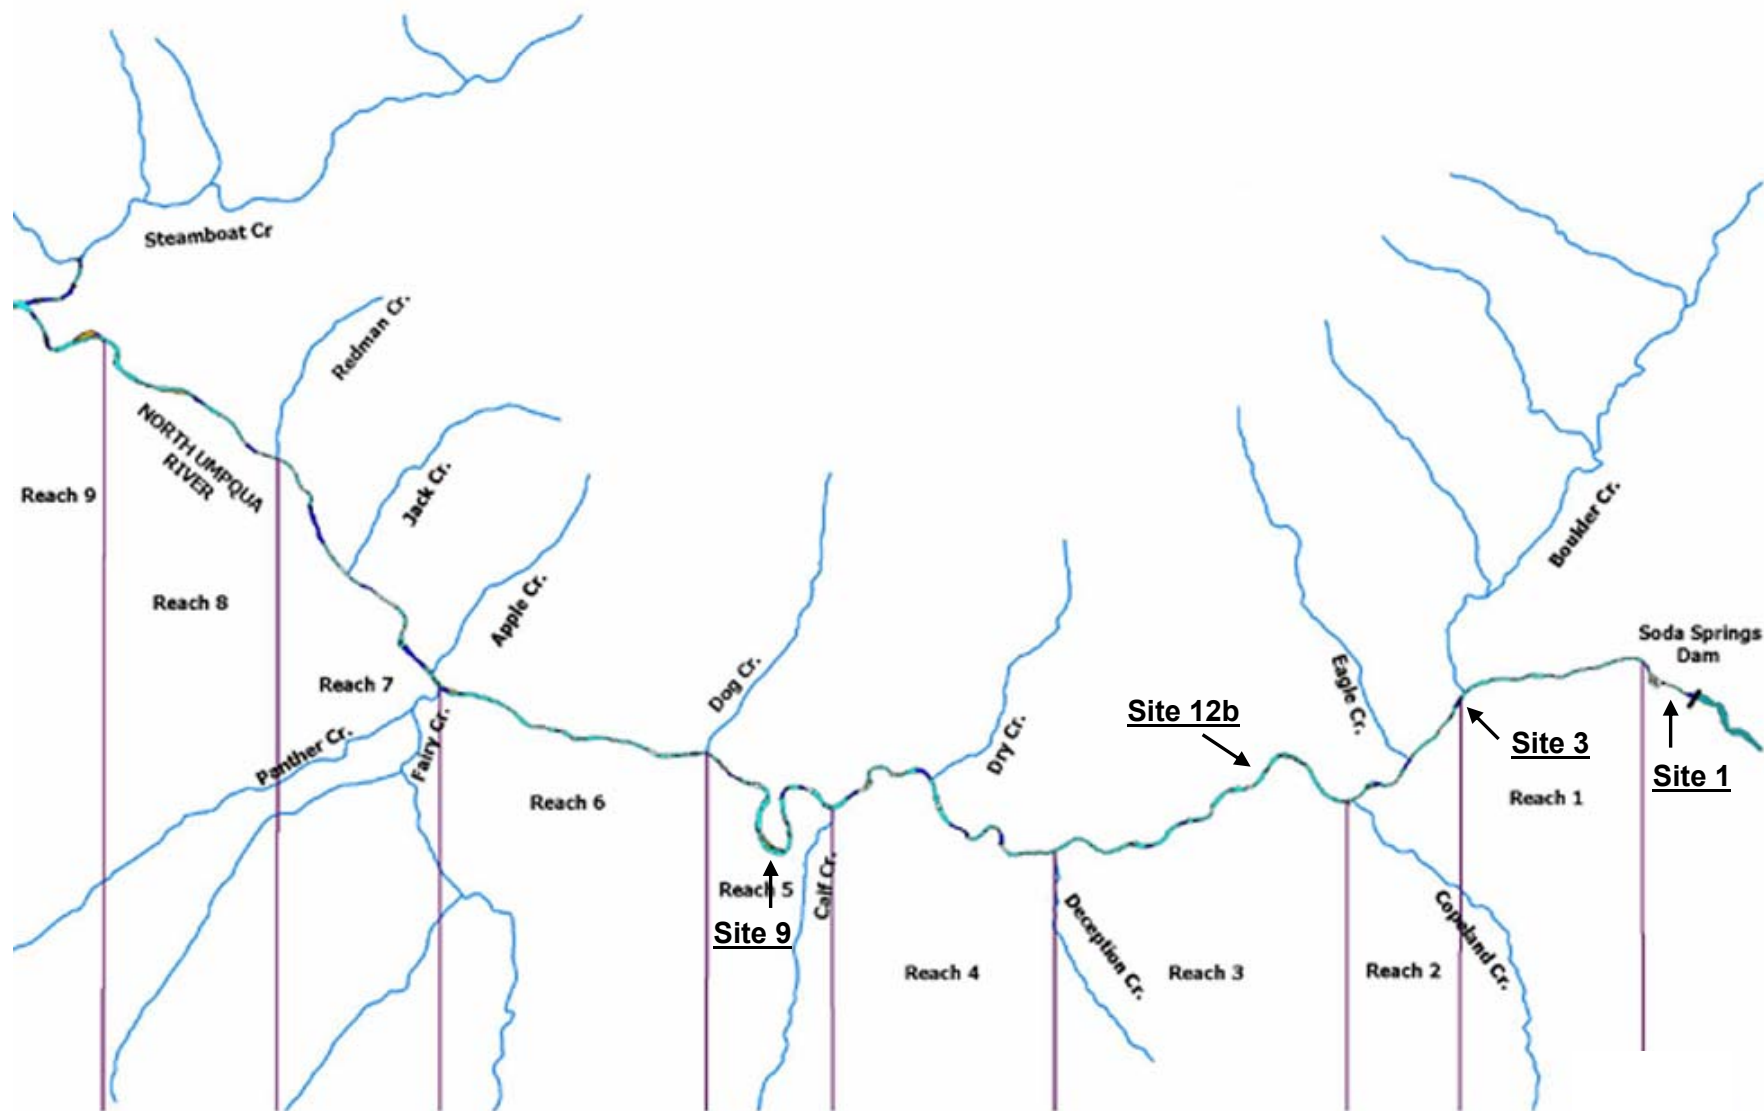 Steamboat Cr
Redman Cr.
NORTH UMPQUA
RIVER
Jack Cr.
Reach 9
Boulder Cr.
Apple Cr.
Reach 8
Soda Springs
Dam
Eagle Cr.
Dog Cr.
Reach 7
Site 12b
Dry Cr.
Site 3
Panther Cr.
Fairy Cr.
Site 1
Reach 6
Reach 1
Reach 5
Calf Cr.
Site 9
Deception Cr.
Copeland Cr.
Reach 4
Reach 3
Reach 2